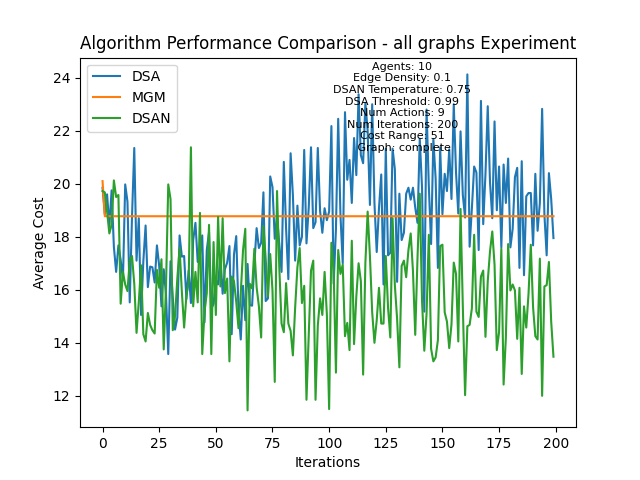 Algorithm Performance Comparison - all graphs Experiment
DSA
MGM
DSAN
Agents: 10
Edge Density: 0.1
DSAN Temperature: 0.75
DSA Threshold: 0.99
Num Actions: 9
Num Iterations: 200
Cost Range: 51
Graph: complete
Average Cost
24
22
20
18
16
14
12
0
25
50
75
100
125
150
175
200
Iterations